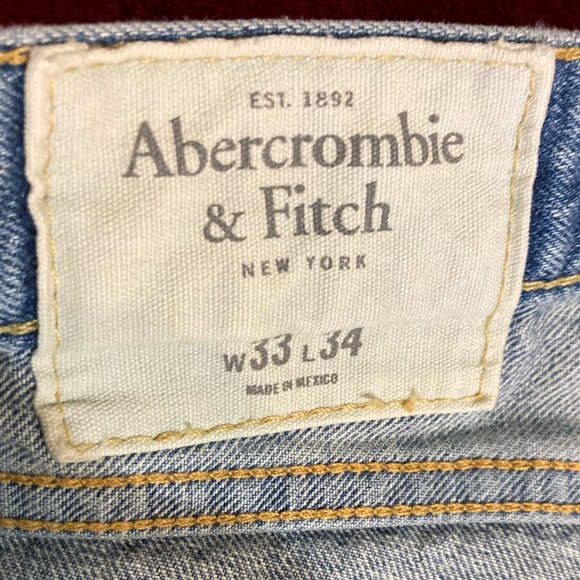 EST. 1892
Abercrombie
& Fitch
NEW YORK
W33 L34
MADE IN MEXICO